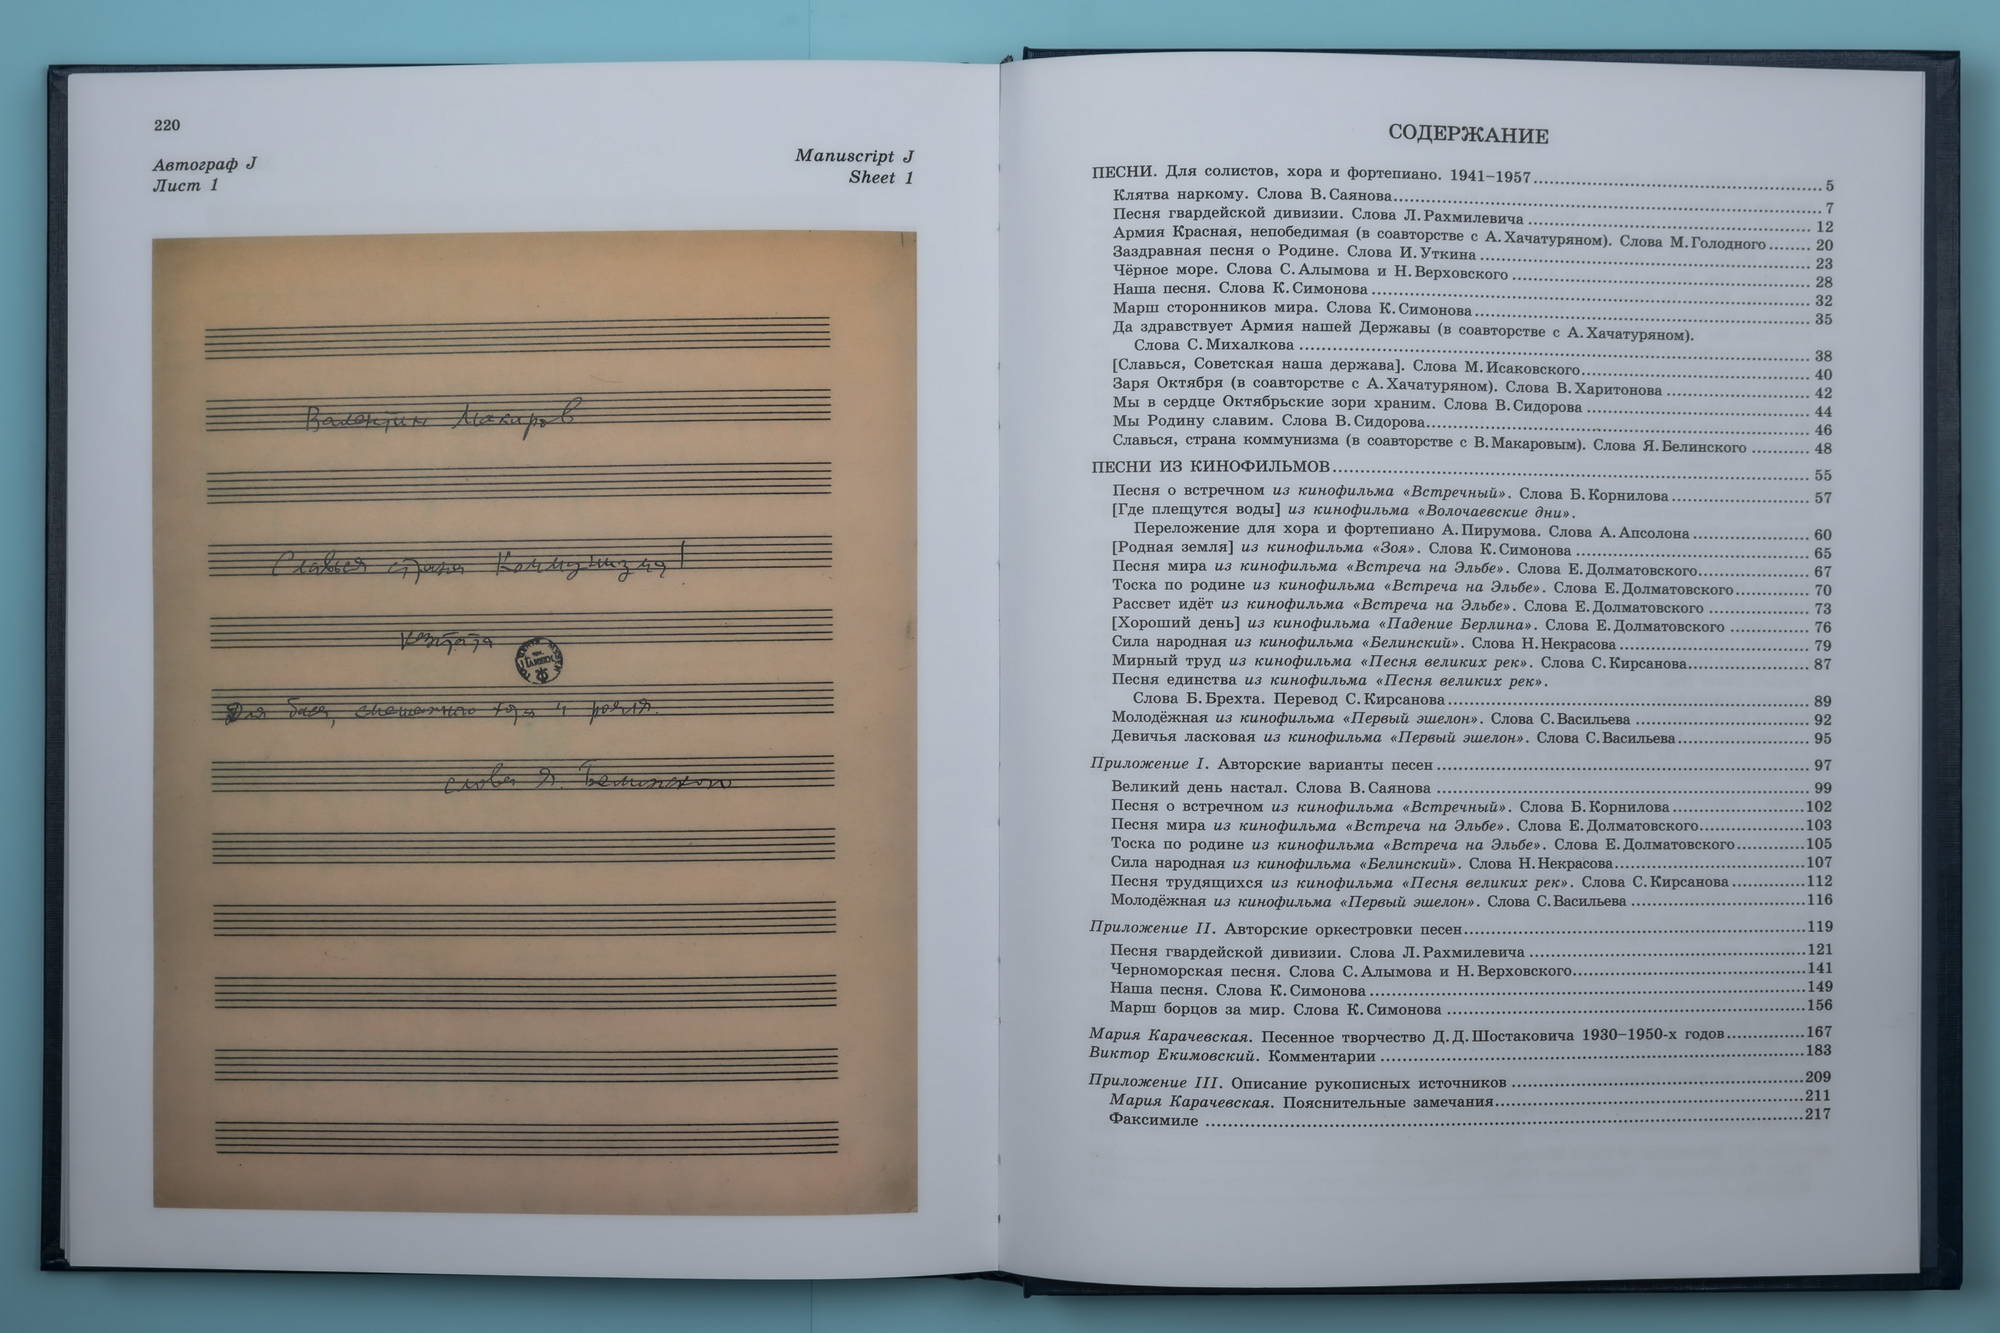 220
Автограф J
Лист 1
Manuscript J
Sheet 1
Валентин Макаров
Славься страна Коммунизма!
кантата
Для баса, смешанного хора и рояля.
слова Я. Белинского
СОДЕРЖАНИЕ
ПЕСНИ. Для солистов, хора и фортепиано. 1941–1957 5
Клятва наркому. Слова В. Саянова 7
Песня гвардейской дивизии. Слова Л. Рахмилевича 12
Армия Красная, непобедимая (в соавторстве с А. Хачатуряном). Слова М. Голодного 20
Заздравная песня о Родине. Слова И. Уткина 23
Чёрное море. Слова С. Алымова и Н. Верховского 28
Наша песня. Слова К. Симонова 32
Марш сторонников мира. Слова К. Симонова 35
Да здравствует Армия нашей Державы (в соавторстве с А. Хачатуряном).
Слова С. Михалкова 38
[Славься, Советская наша держава]. Слова М. Исаковского 40
Заря Октября (в соавторстве с А. Хачатуряном). Слова В. Харитонова 42
Мы в сердце Октябрьские зори храним. Слова В. Сидорова 44
Мы Родину славим. Слова В. Сидорова 46
Славься, страна коммунизма (в соавторстве с В. Макаровым). Слова Я. Белинского 48
ПЕСНИ ИЗ КИНОФИЛЬМОВ 55
Песня о встречном из кинофильма «Встречный». Слова Б. Корнилова 57
[Где плещутся воды] из кинофильма «Волочаевские дни».
Переложение для хора и фортепиано А. Пирумова. Слова А. Апсолона 60
[Родная земля] из кинофильма «Зоя». Слова К. Симонова 65
Песня мира из кинофильма «Встреча на Эльбе». Слова Е. Долматовского 67
Тоска по родине из кинофильма «Встреча на Эльбе». Слова Е. Долматовского 70
Рассвет идёт из кинофильма «Встреча на Эльбе». Слова Е. Долматовского 73
[Хороший день] из кинофильма «Падение Берлина». Слова Е. Долматовского 76
Сила народная из кинофильма «Белинский». Слова Н. Некрасова 79
Мирный труд из кинофильма «Песня великих рек». Слова С. Кирсанова 87
Песня единства из кинофильма «Песня великих рек».
Слова Б. Брехта. Перевод С. Кирсанова 89
Молодёжная из кинофильма «Первый эшелон». Слова С. Васильева 92
Девичья ласковая из кинофильма «Первый эшелон». Слова С. Васильева 95
Приложение I. Авторские варианты песен 97
Великий день настал. Слова В. Саянова 99
Песня о встречном из кинофильма «Встречный». Слова Б. Корнилова 102
Песня мира из кинофильма «Встреча на Эльбе». Слова Е. Долматовского 103
Тоска по родине из кинофильма «Встреча на Эльбе». Слова Е. Долматовского 105
Сила народная из кинофильма «Белинский». Слова Н. Некрасова 107
Песня трудящихся из кинофильма «Песня великих рек». Слова С. Кирсанова 112
Молодёжная из кинофильма «Первый эшелон». Слова С. Васильева 116
Приложение II. Авторские оркестровки песен 119
Песня гвардейской дивизии. Слова Л. Рахмилевича 121
Черноморская песня. Слова С. Алымова и Н. Верховского 141
Наша песня. Слова К. Симонова 149
Марш борцов за мир. Слова К. Симонова 156
Мария Карачевская. Песенное творчество Д. Д. Шостаковича 1930–1950-х годов 167
Виктор Екимовский. Комментарии 183
Приложение III. Описание рукописных источников 209
Мария Карачевская. Пояснительные замечания 211
Факсимиле 217